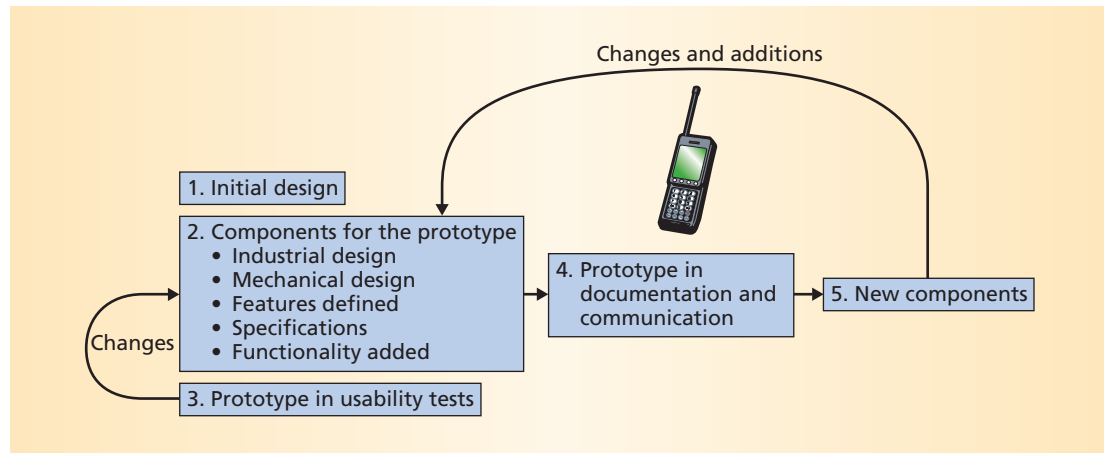 Changes and additions
1. Initial design
2. Components for the prototype
• Industrial design
• Mechanical design
• Features defined
• Specifications
• Functionality added
Changes
3. Prototype in usability tests
4. Prototype in
documentation and
communication
5. New components